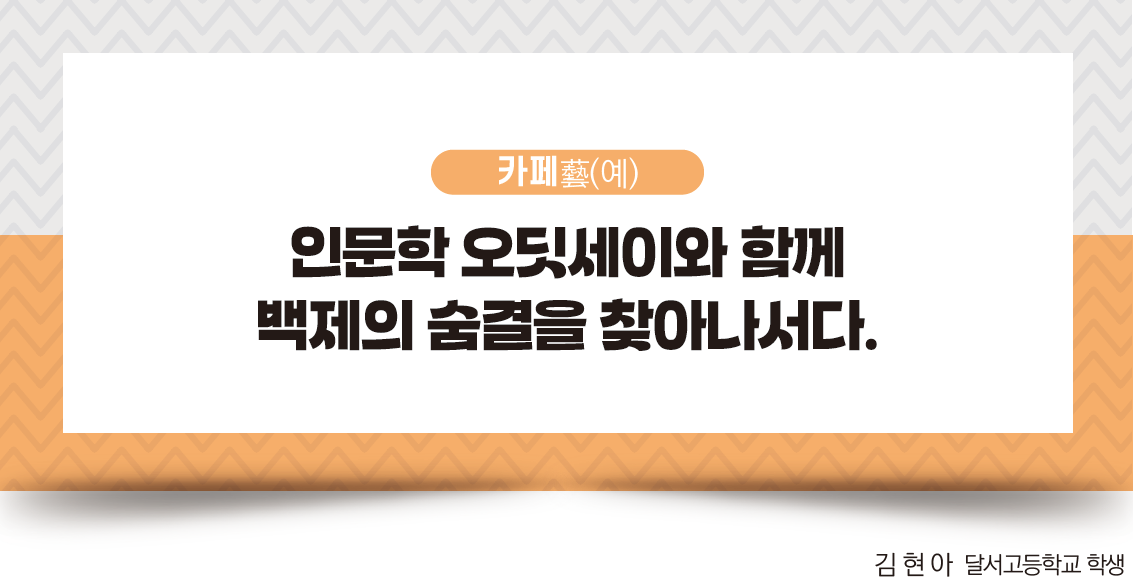 카페藝(예)
인문학 오딧세이와 함께
백제의 숨결을 찾아나서다.
김현아 달서고등학교 학생